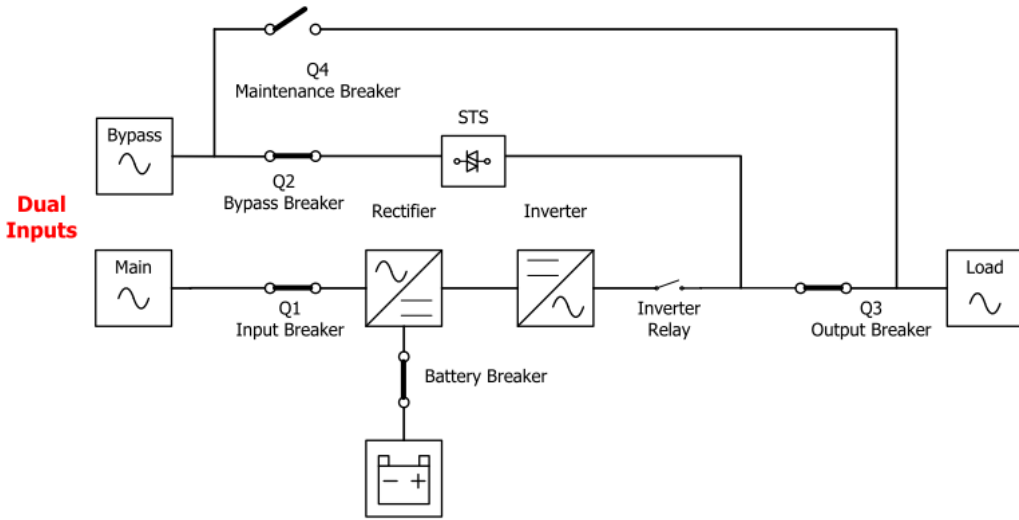 Q4
Maintenance Breaker
STS
Bypass
Q2
Bypass Breaker
Dual
Inputs
Rectifier
Inverter
Main
Load
Q1
Input Breaker
Inverter
Relay
Q3
Output Breaker
Battery Breaker